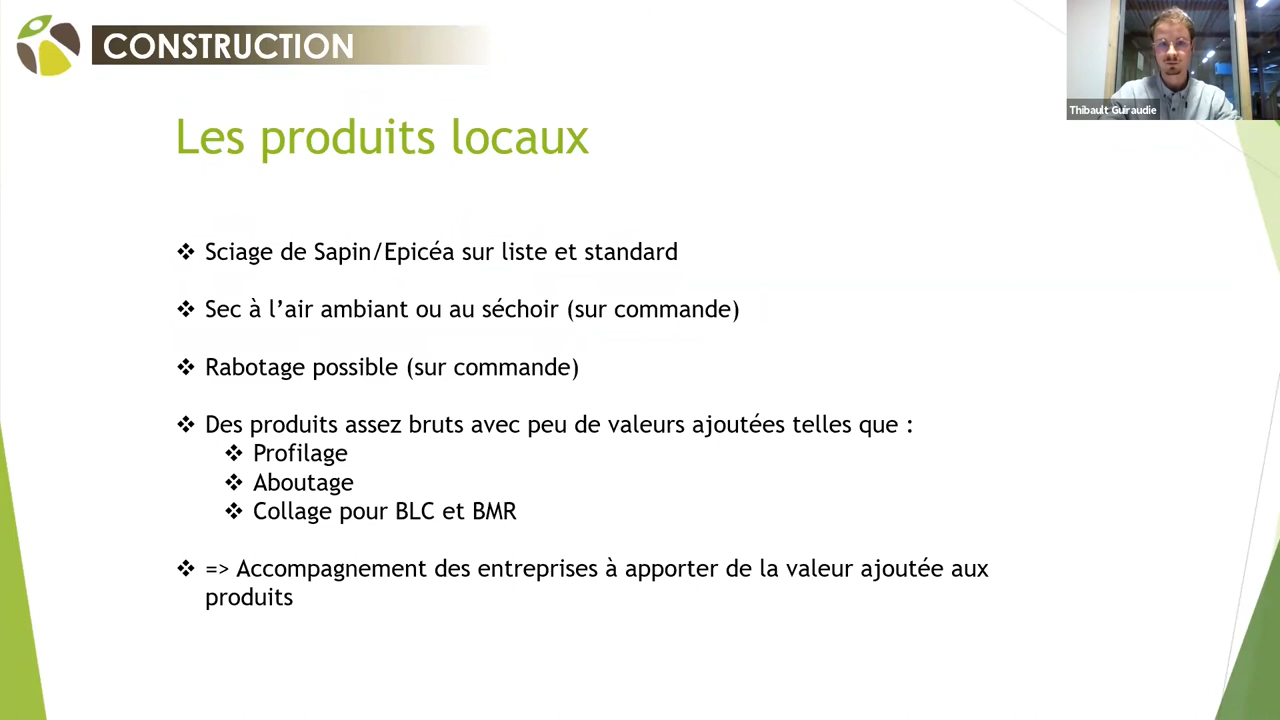 CONSTRUCTION
Thibault Guiraudie
Les produits locaux
❖ Sciage de Sapin/Epicéa sur liste et standard
❖ Sec à l’air ambiant ou au séchoir (sur commande)
❖ Rabotage possible (sur commande)
❖ Des produits assez bruts avec peu de valeurs ajoutées telles que :
❖ Profilage
❖ Aboutage
❖ Collage pour BLC et BMR
❖ => Accompagnement des entreprises à apporter de la valeur ajoutée aux
produits